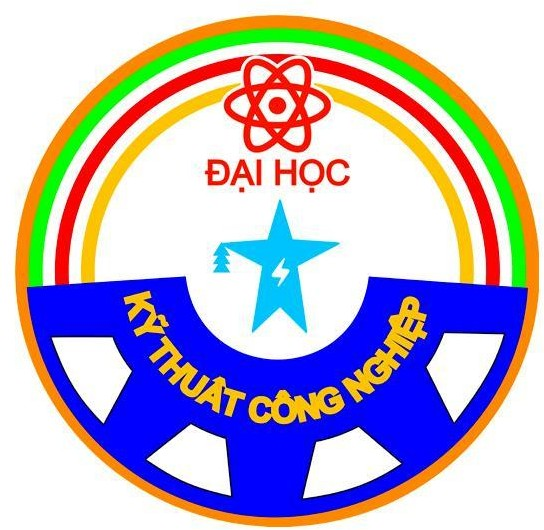 ĐẠI HỌC
KỸ THUẬT CÔNG NGHIỆP